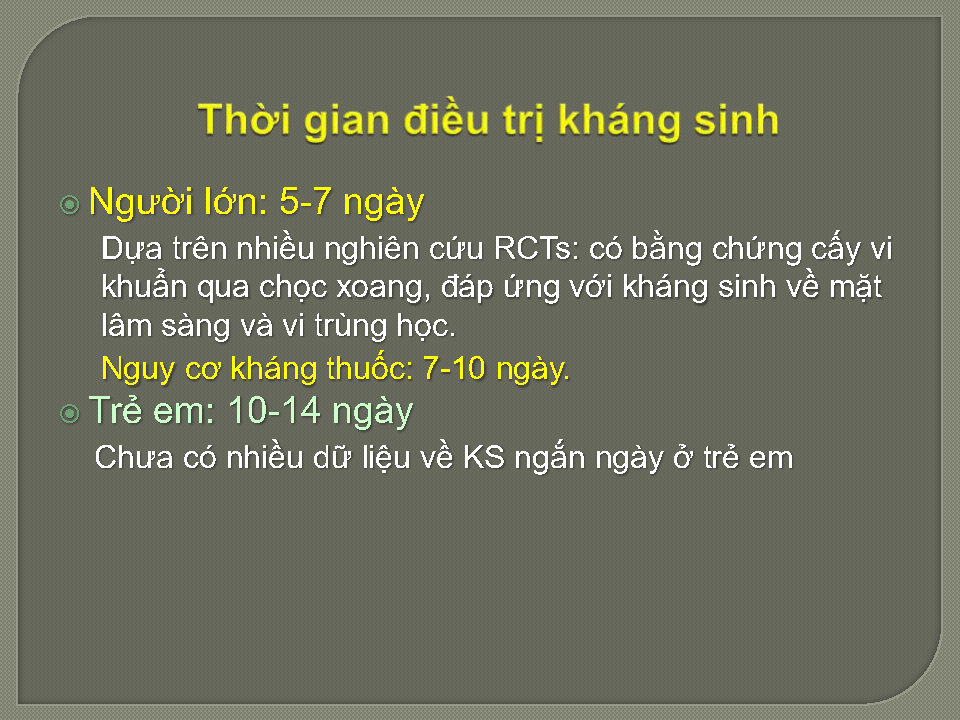 Thời gian điều trị kháng sinh
Người lớn: 5-7 ngày
Dựa trên nhiều nghiên cứu RCTs: có bằng chứng cấy vi
khuẩn qua chọc xoang, đáp ứng với kháng sinh về mặt
lâm sàng và vi trùng học.
Nguy cơ kháng thuốc: 7-10 ngày.
Trẻ em: 10-14 ngày
Chưa có nhiều dữ liệu về KS ngắn ngày ở trẻ em